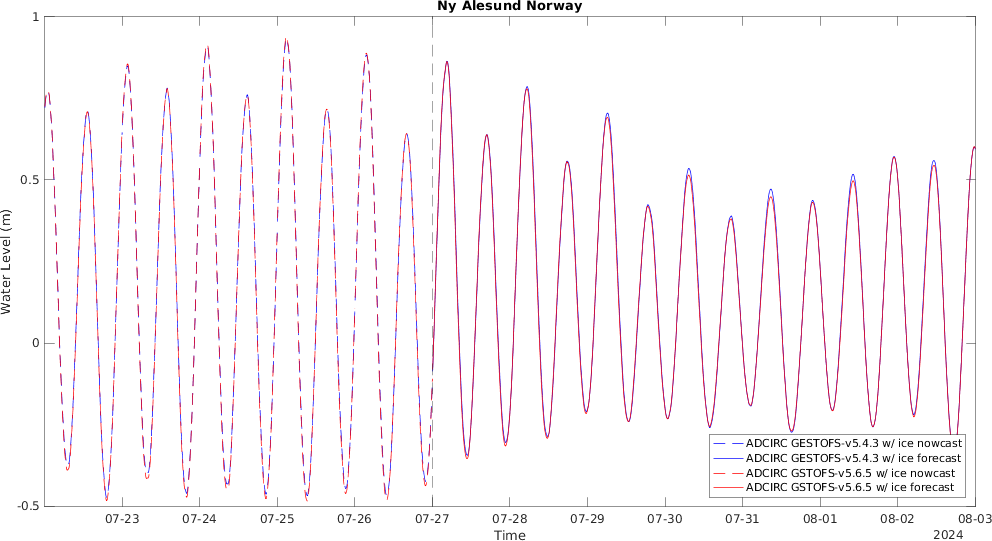 Ny Alesund Norway
1
0.5
0
-0.5
Water Level (m)
07-23 07-24 07-25 07-26 07-27 07-28 07-29 07-30 07-31 08-01 08-02 08-03
Time
2024
ADCIRC GESTOFS-v5.4.3 w/ ice nowcast
ADCIRC GESTOFS-v5.4.3 w/ ice forecast
ADCIRC GSTOFS-v5.6.5 w/ ice nowcast
ADCIRC GSTOFS-v5.6.5 w/ ice forecast